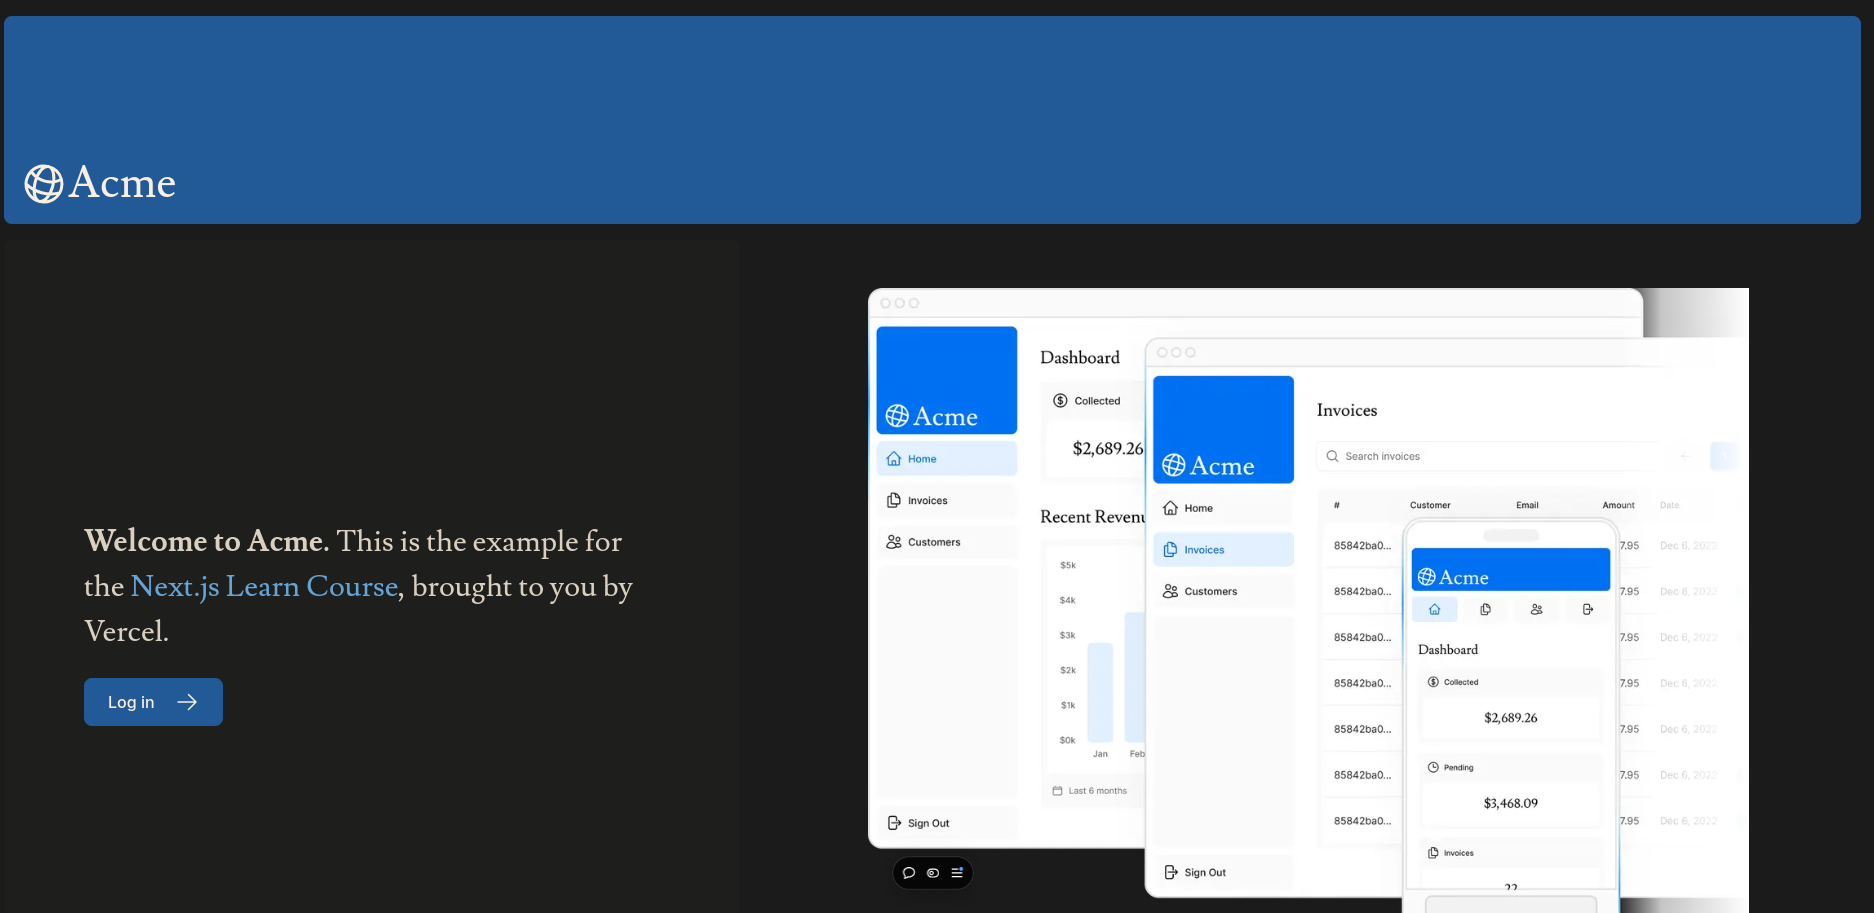 Acme
Welcome to Acme. This is the example for
the Next.js Learn Course, brought to you by
Vercel.
Log in
Dashboard
Acme
Collected
$2,689.26
Home
Invoices
Customers
Recent Revenu
$5k
$4k
$3k
$2k
$1k
$0k
Jan
Feb
Last 6 months
Sign Out
Invoices
Acme
Search invoices
Home
Invoices
Customers
# Customer Email Amount Date
85842ba0... 7.95 Dec 6, 2022
85842ba0... 7.95 Dec 6, 2022
85842ba0... 7.95 Dec 6, 2022
85842ba0... 7.95 Dec 6, 2022
85842ba0... 7.95 Dec 6, 2022
85842ba0... 7.95 Dec 6, 2022
85842ba0... 7.95 Dec 6, 2022
Sign Out
Acme
Dashboard
Collected
$2,689.26
Pending
$3,468.09
Invoices
22